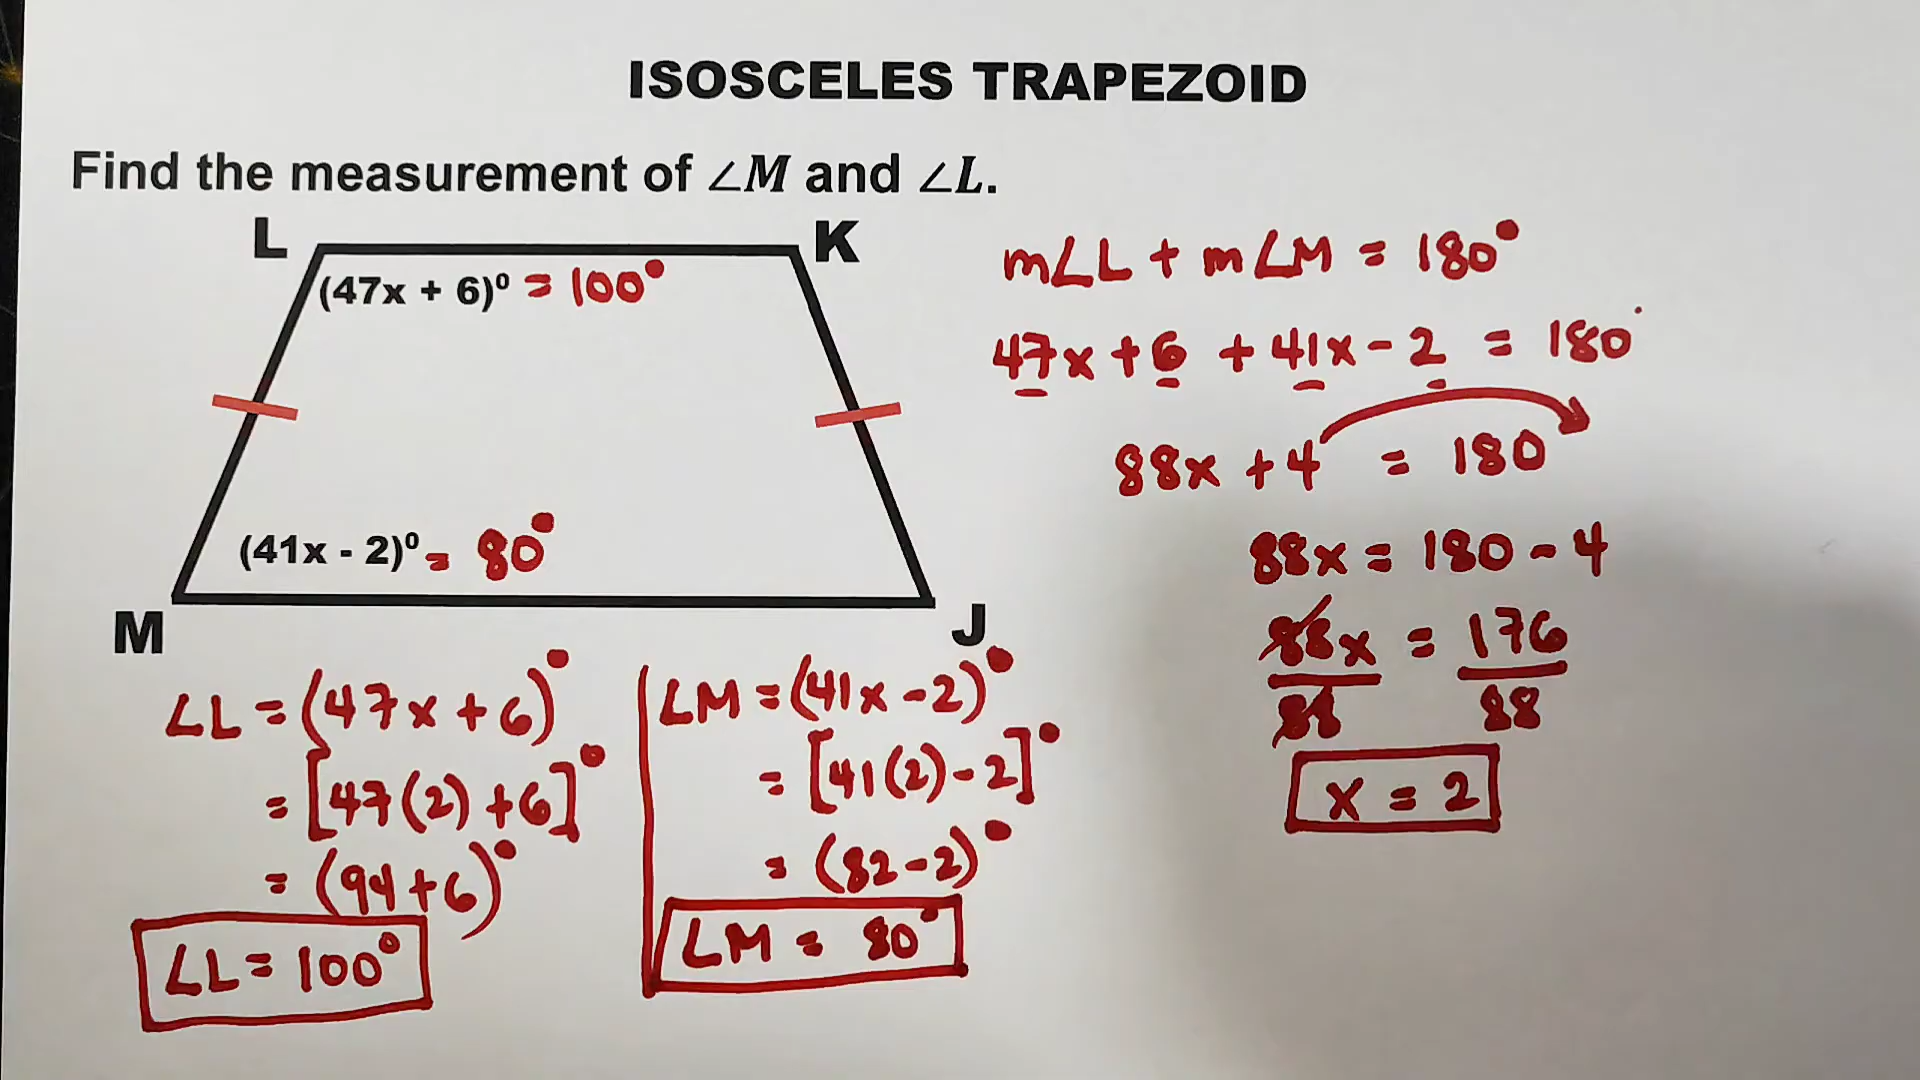 ISOSCELES TRAPEZOID
Find the measurement of ∠M and ∠L.
L
K
(47x + 6)⁰ = 100°
(41x - 2)⁰ = 80°
M
J
m∠L + m∠M = 180°
47x + 6 + 41x - 2 = 180
88x + 4 = 180
88x = 180 - 4
88x = 176
88 88
x = 2
∠L = (47x + 6)°
= [47(2) + 6]°
= (94 + 6)°
∠L = 100°
∠M = (41x - 2)°
= [41(2) - 2]°
= (82 - 2)°
∠M = 80°